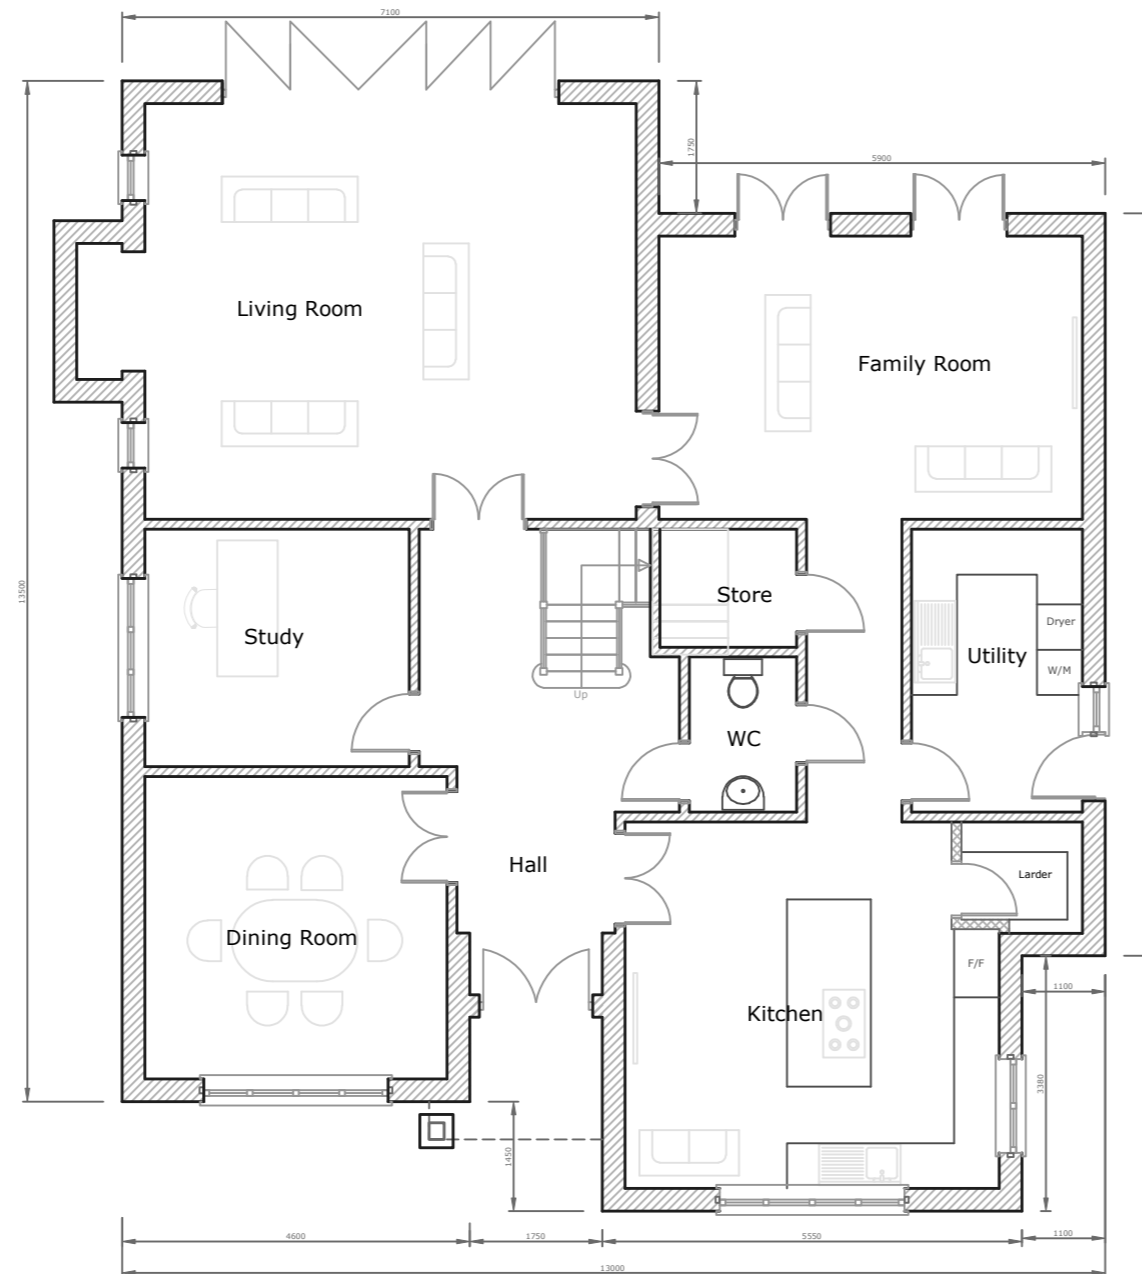 7100
1750
5900
Living Room
Family Room
13500
Store
Study
Dryer
Utility
W/M
Up
WC
Hall
Larder
Dining Room
F/F
Kitchen
1100
3380
1450
4600
1750
5550
1100
13000